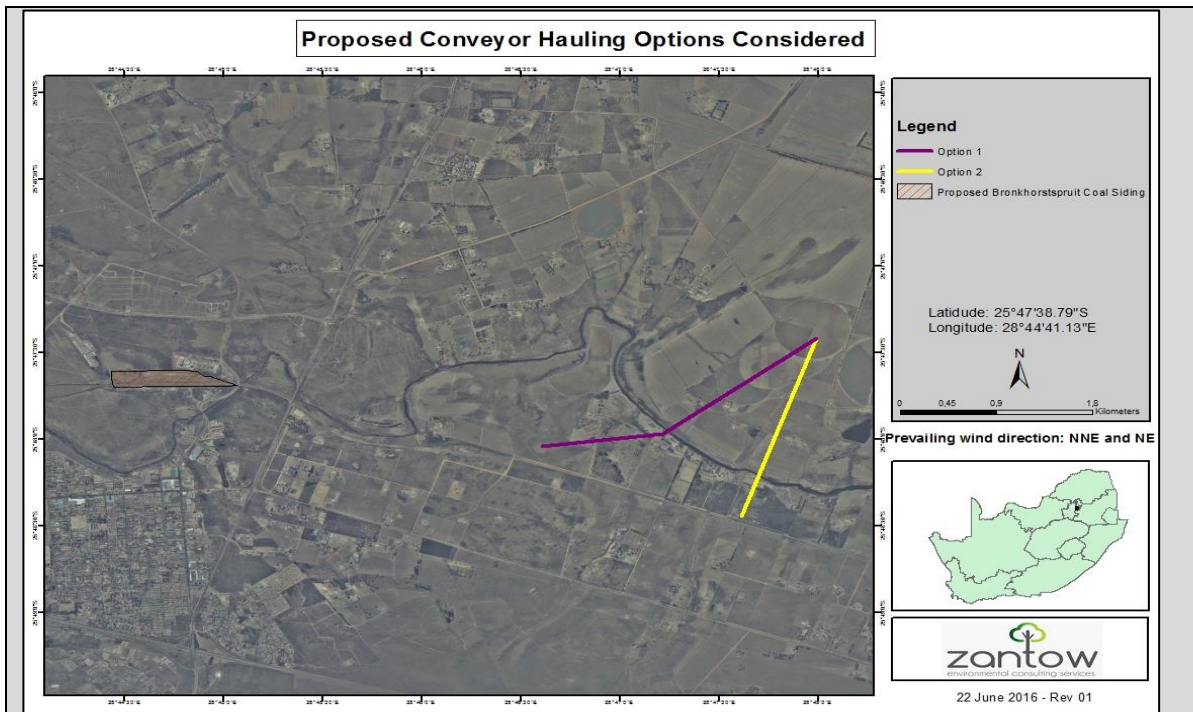 Proposed Conveyor Hauling Options Considered
Legend
Option 1
Option 2
Proposed Bronkhorstspruit Coal Siding
Latidude: 25°47'38.79"S
Longitude: 28°44'41.13"E
N
0 0,45 0,9 1,8
Kilometers
Prevailing wind direction: NNE and NE
zantow
environmental consulting services
22 June 2016 - Rev 01